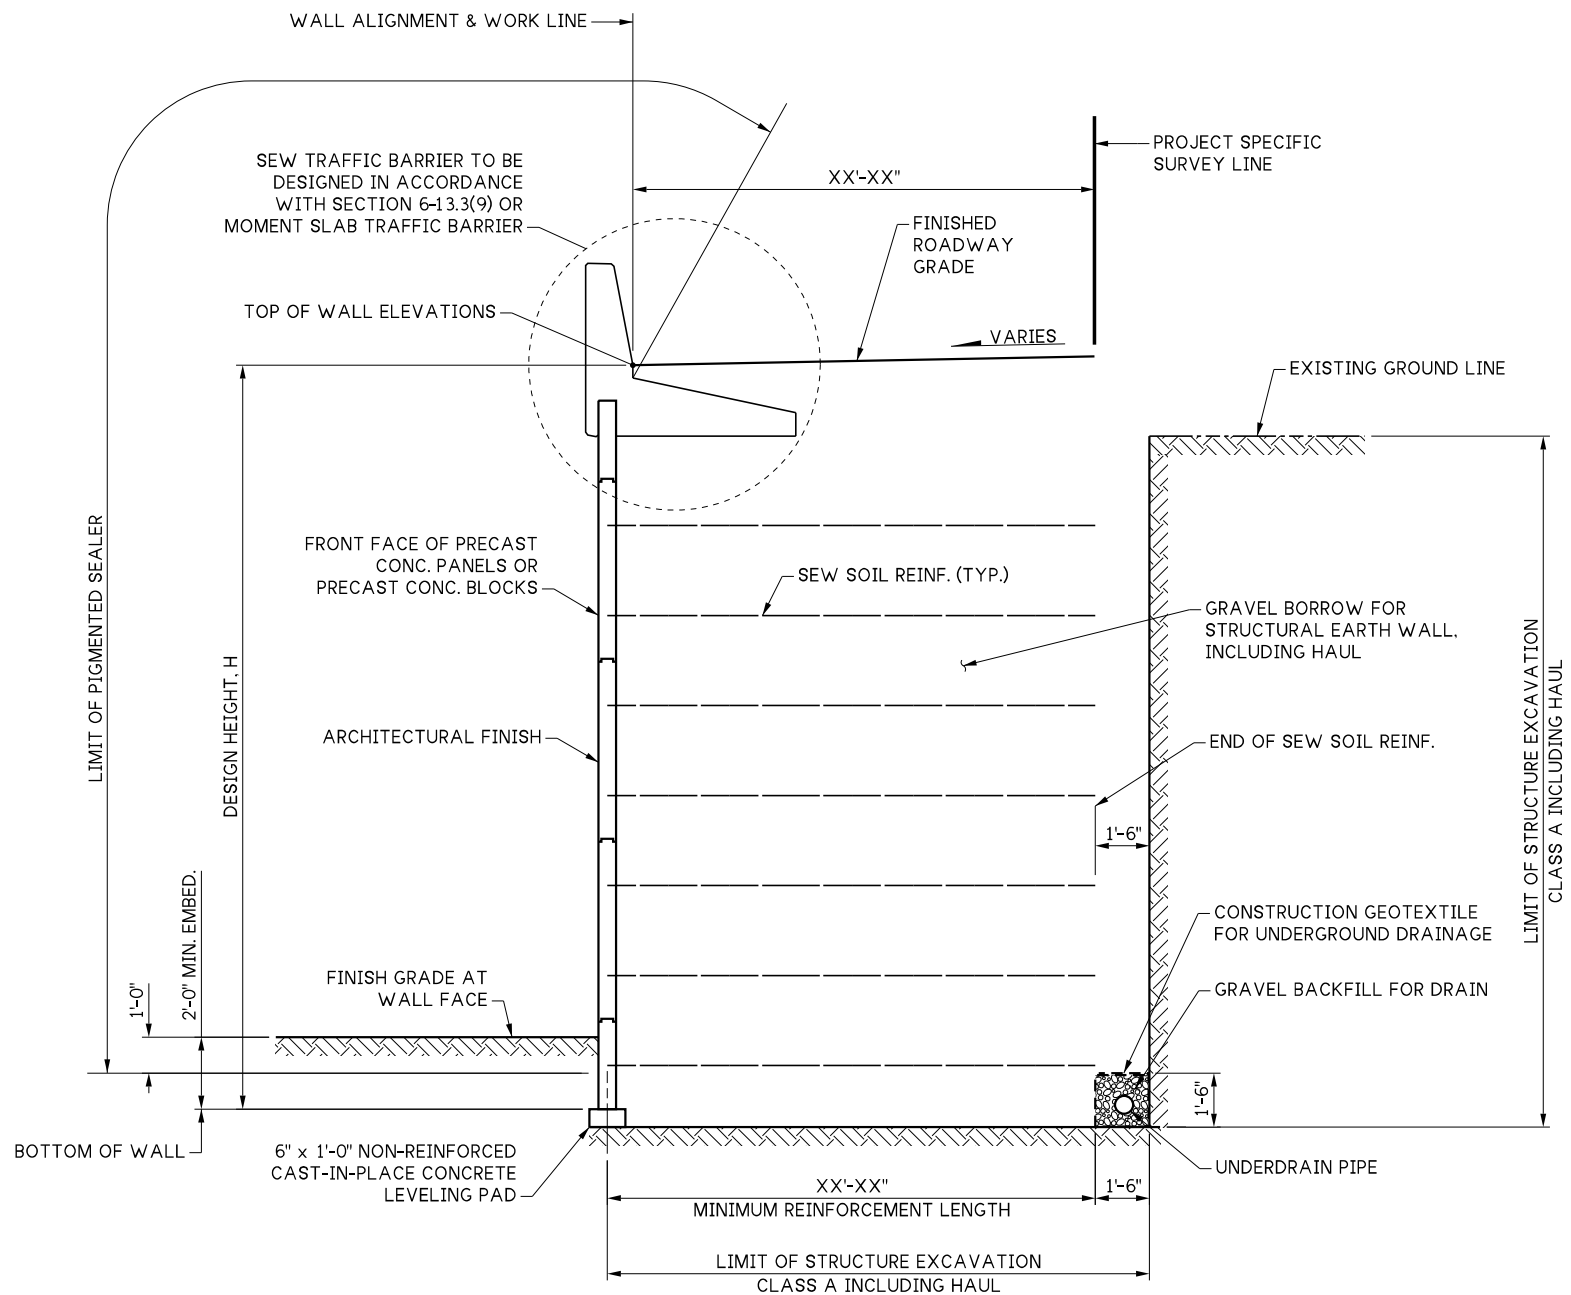 WALL ALIGNMENT & WORK LINE
PROJECT SPECIFIC
SURVEY LINE
SEW TRAFFIC BARRIER TO BE
DESIGNED IN ACCORDANCE
WITH SECTION 6-13.3(9) OR
MOMENT SLAB TRAFFIC BARRIER
XX'-XX"
FINISHED
ROADWAY
GRADE
TOP OF WALL ELEVATIONS
VARIES
EXISTING GROUND LINE
LIMIT OF PIGMENTED SEALER
DESIGN HEIGHT, H
FRONT FACE OF PRECAST
CONC. PANELS OR
PRECAST CONC. BLOCKS
SEW SOIL REINF. (TYP.)
GRAVEL BORROW FOR
STRUCTURAL EARTH WALL,
INCLUDING HAUL
LIMIT OF STRUCTURE EXCAVATION
CLASS A INCLUDING HAUL
ARCHITECTURAL FINISH
END OF SEW SOIL REINF.
1'-6"
2'-0" MIN. EMBED.
1'-0"
CONSTRUCTION GEOTEXTILE
FOR UNDERGROUND DRAINAGE
FINISH GRADE AT
WALL FACE
GRAVEL BACKFILL FOR DRAIN
1'-6"
BOTTOM OF WALL
6" x 1'-0" NON-REINFORCED
CAST-IN-PLACE CONCRETE
LEVELING PAD
UNDERDRAIN PIPE
XX'-XX"
MINIMUM REINFORCEMENT LENGTH
1'-6"
LIMIT OF STRUCTURE EXCAVATION
CLASS A INCLUDING HAUL